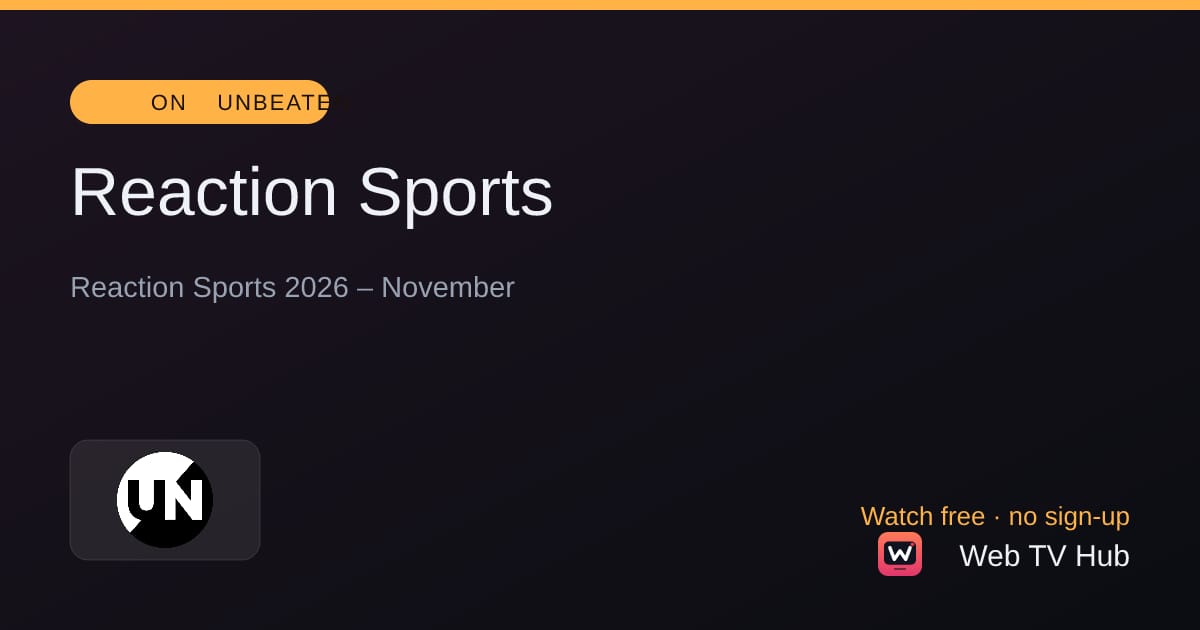 ON UNBEATEN
Reaction Sports
Reaction Sports 2026 – November
UN
Watch free · no sign-up
W
Web TV Hub